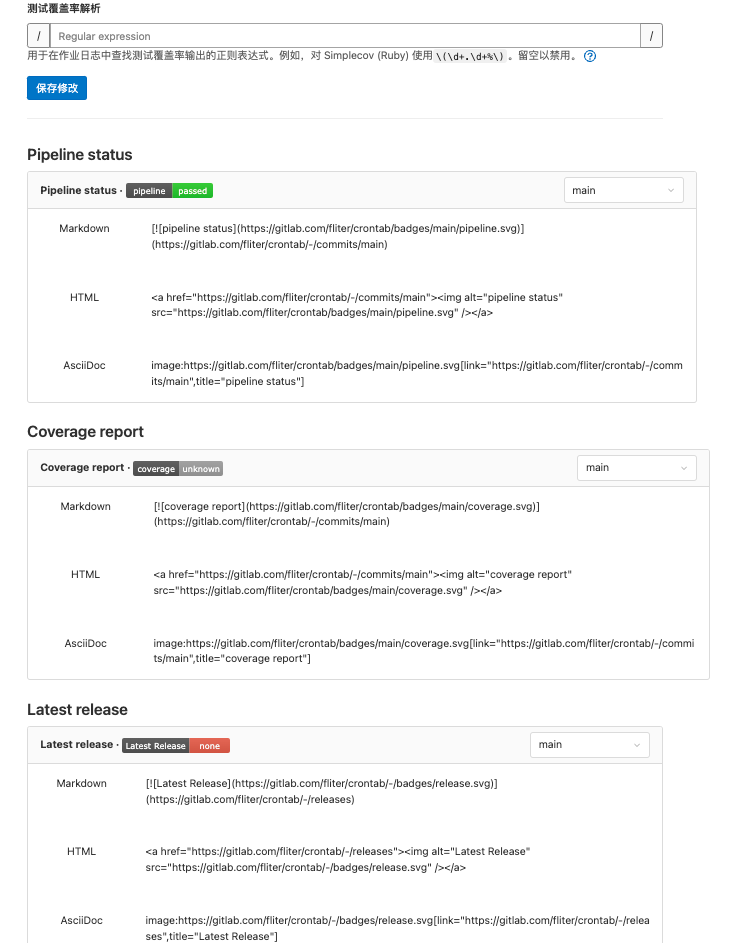 测试覆盖率解析
/ Regular expression /
用于在作业日志中查找测试覆盖率输出的正则表达式。例如，对 Simplecov (Ruby) 使用 \(\d+.\d+%\) 。留空以禁用。 ?
保存修改
Pipeline status
Pipeline status · pipeline passed main
Markdown [![pipeline status](https://gitlab.com/fliter/crontab/badges/main/pipeline.svg)]
(https://gitlab.com/fliter/crontab/-/commits/main)
HTML <a href="https://gitlab.com/fliter/crontab/-/commits/main"><img alt="pipeline status"
src="https://gitlab.com/fliter/crontab/badges/main/pipeline.svg" /></a>
AsciiDoc image:https://gitlab.com/fliter/crontab/badges/main/pipeline.svg[link="https://gitlab.com/fliter/crontab/-/comm
its/main",title="pipeline status"]
Coverage report
Coverage report · coverage unknown main
Markdown [![coverage report](https://gitlab.com/fliter/crontab/badges/main/coverage.svg)]
(https://gitlab.com/fliter/crontab/-/commits/main)
HTML <a href="https://gitlab.com/fliter/crontab/-/commits/main"><img alt="coverage report"
src="https://gitlab.com/fliter/crontab/badges/main/coverage.svg" /></a>
AsciiDoc image:https://gitlab.com/fliter/crontab/badges/main/coverage.svg[link="https://gitlab.com/fliter/crontab/-/comm
its/main",title="coverage report"]
Latest release
Latest release · Latest Release none main
Markdown [![Latest Release](https://gitlab.com/fliter/crontab/-/badges/release.svg)]
(https://gitlab.com/fliter/crontab/-/releases)
HTML <a href="https://gitlab.com/fliter/crontab/-/releases"><img alt="Latest Release"
src="https://gitlab.com/fliter/crontab/-/badges/release.svg" /></a>
AsciiDoc image:https://gitlab.com/fliter/crontab/-/badges/release.svg[link="https://gitlab.com/fliter/crontab/-/relea
ses",title="Latest Release"]